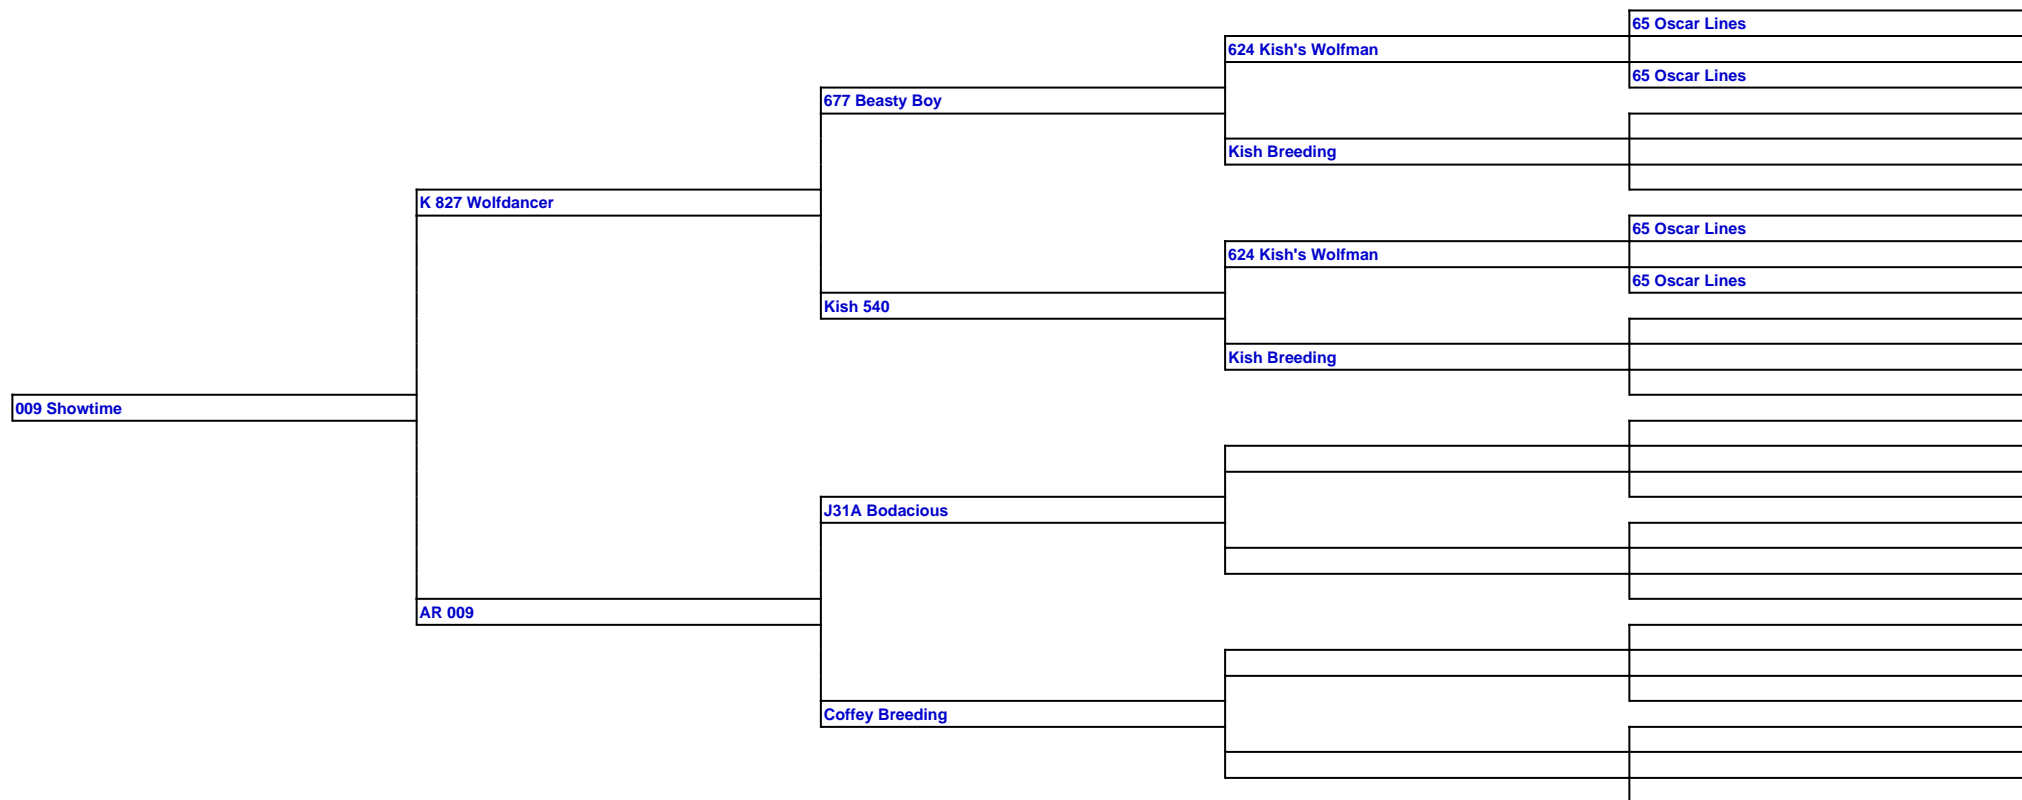 65 Oscar Lines
624 Kish's Wolfman
65 Oscar Lines
677 Beasty Boy
Kish Breeding
K 827 Wolfdancer
65 Oscar Lines
624 Kish's Wolfman
65 Oscar Lines
Kish 540
Kish Breeding
009 Showtime
J31A Bodacious
AR 009
Coffey Breeding